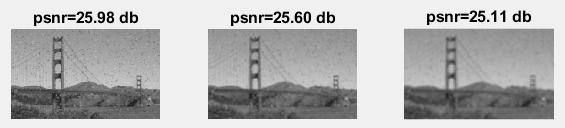 psnr=25.98 db
psnr=25.60 db
psnr=25.11 db